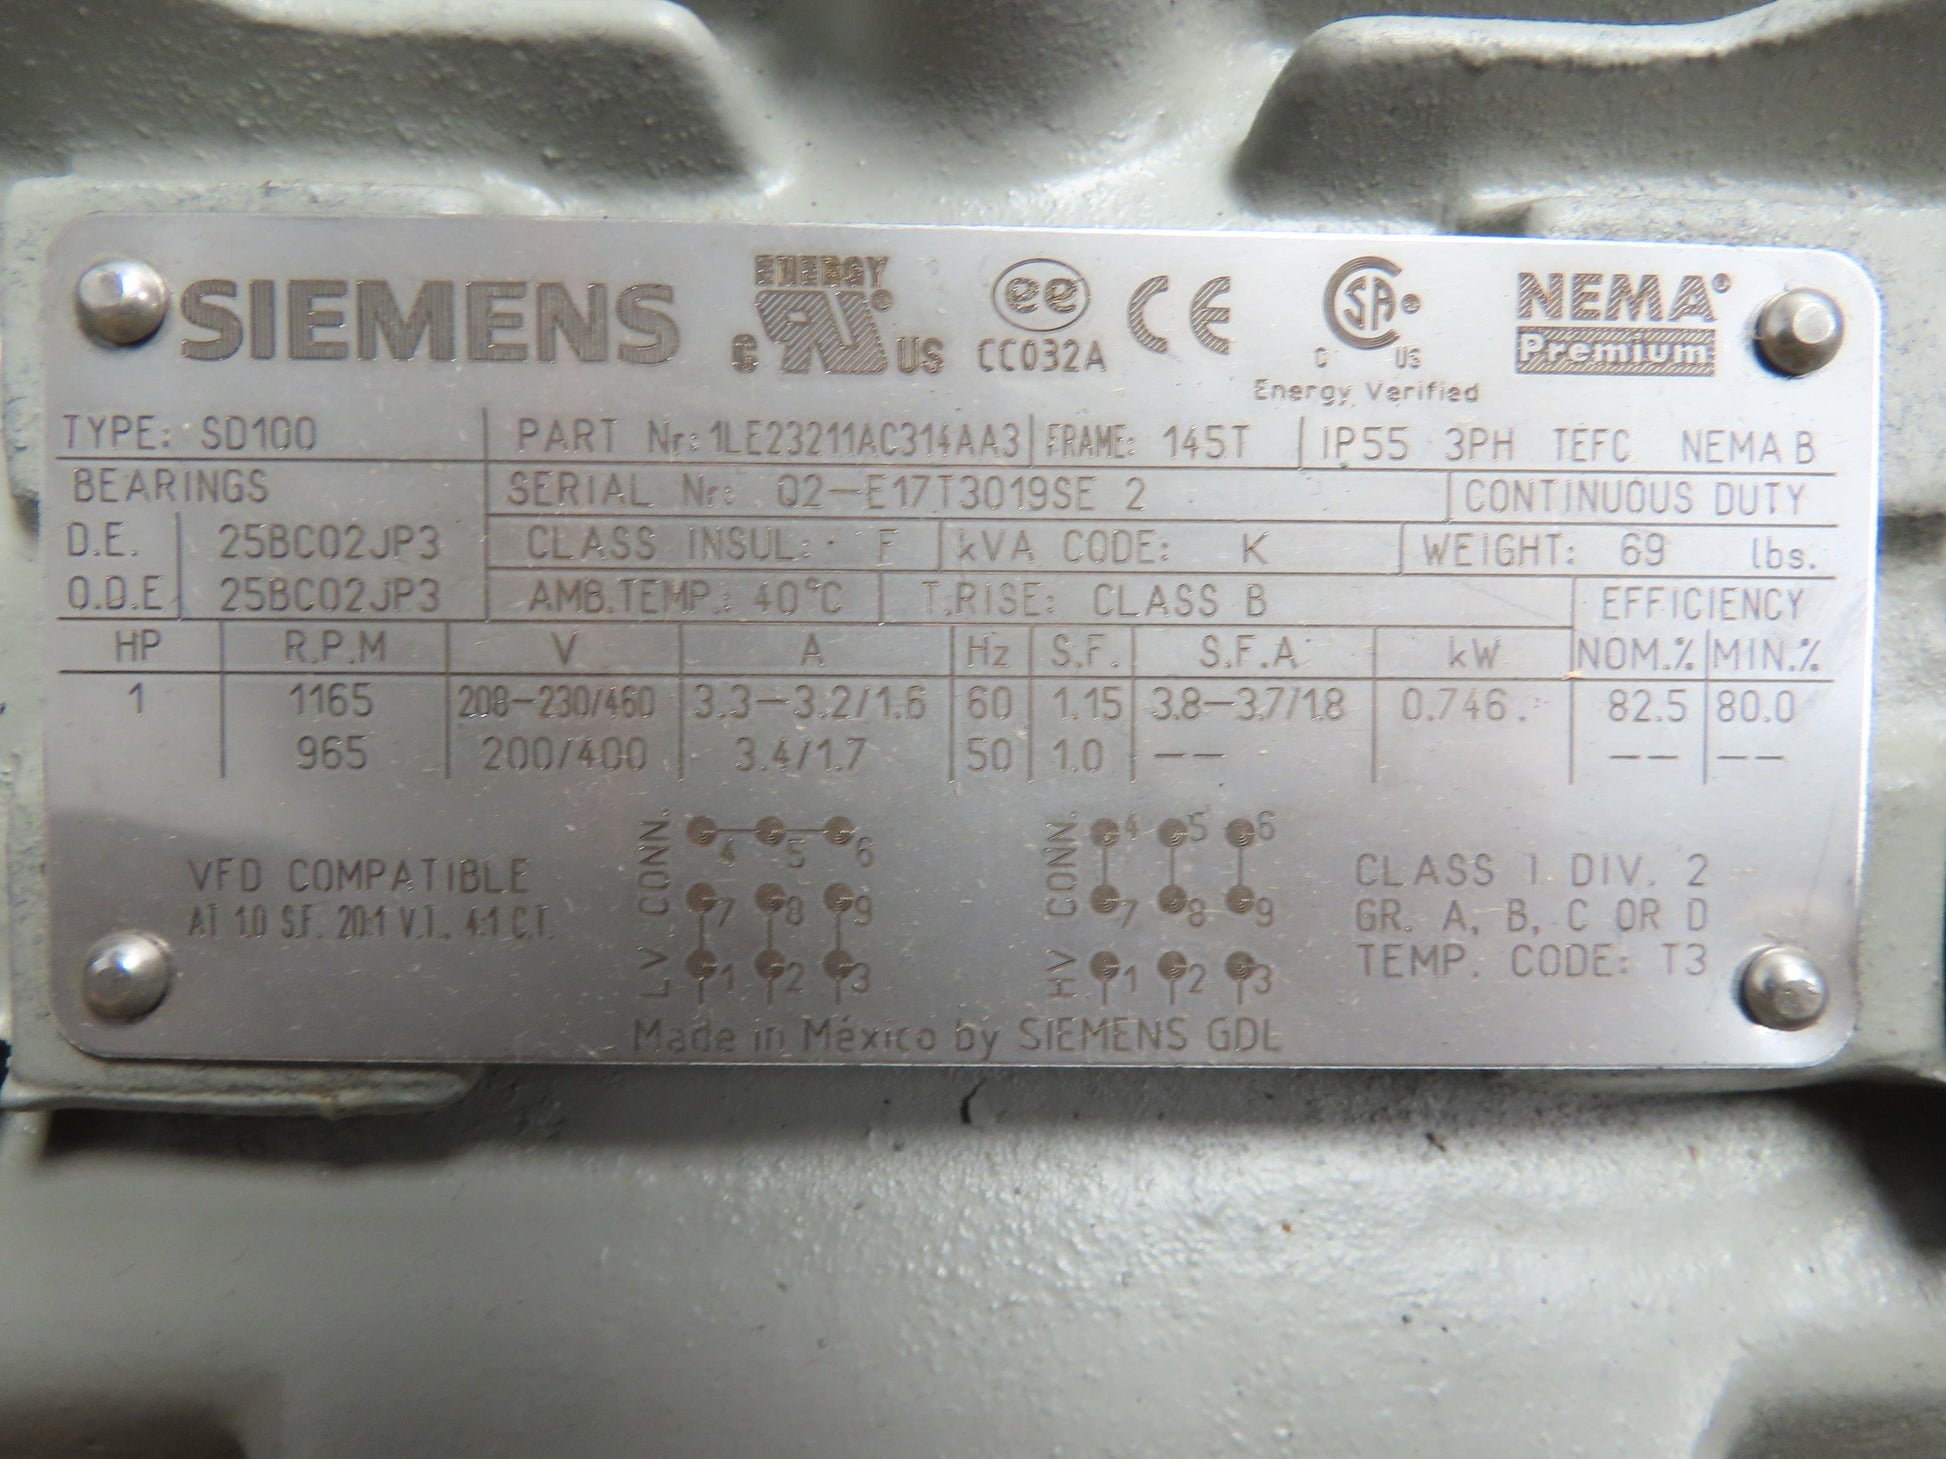 SIEMENS
ENERGY
C UR® US
ee
CC032A
CE
CSA®
C US
Energy Verified
NEMA®
Premium
TYPE: SD100 PART Nr: 1LE23211AC314AA3 FRAME: 145T IP55 3PH TEFC NEMA B
BEARINGS SERIAL Nr: Q2-E17T3019SE 2 CONTINUOUS DUTY
D.E. 25BC02JP3 CLASS INSUL: F kVA CODE: K WEIGHT: 69 lbs.
O.D.E 25BC02JP3 AMB.TEMP.: 40°C T.RISE: CLASS B EFFICIENCY
HP R.P.M V A Hz S.F. S.F.A kW NOM.% MIN.%
1 1165 208-230/460 3.3-3.2/1.6 60 1.15 3.8-3.7/1.8 0.746 82.5 80.0
965 200/400 3.4/1.7 50 1.0 -- -- --
VFD COMPATIBLE
AT 1.0 S.F. 20:1 V.T., 4:1 C.T.
LV CONN.
4 5 6
7 8 9
1 2 3
HV CONN.
4 5 6
7 8 9
1 2 3
CLASS I DIV. 2
GR. A, B, C OR D
TEMP. CODE: T3
Made in México by SIEMENS GDL